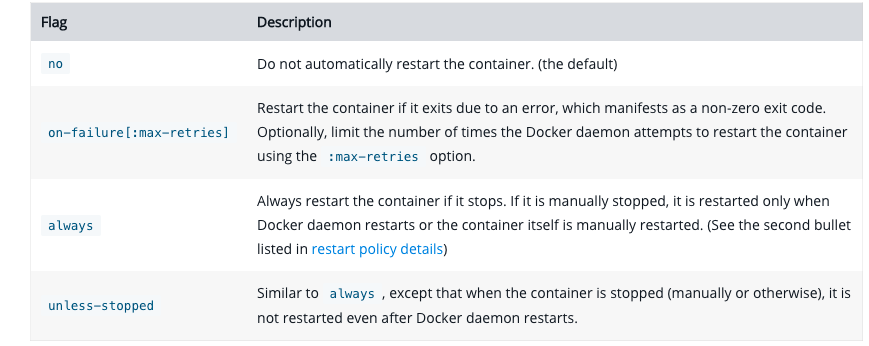 Flag Description
no Do not automatically restart the container. (the default)
Restart the container if it exits due to an error, which manifests as a non-zero exit code.
on-failure[:max-retries] Optionally, limit the number of times the Docker daemon attempts to restart the container
using the :max-retries option.
Always restart the container if it stops. If it is manually stopped, it is restarted only when
always Docker daemon restarts or the container itself is manually restarted. (See the second bullet
listed in restart policy details)
unless-stopped Similar to always , except that when the container is stopped (manually or otherwise), it is
not restarted even after Docker daemon restarts.